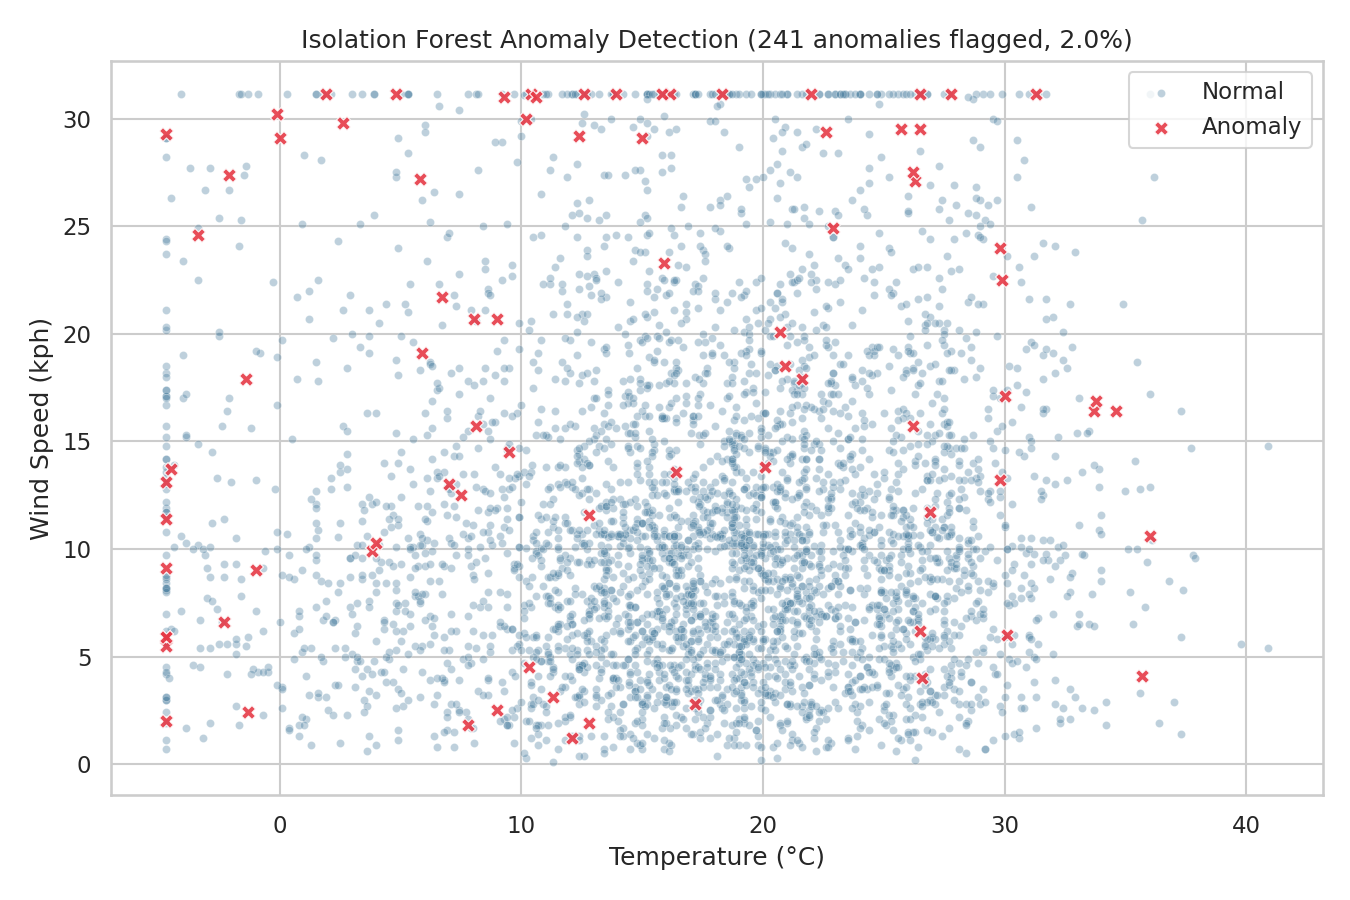 Isolation Forest Anomaly Detection (241 anomalies flagged, 2.0%)
Normal
Anomaly
30
25
20
15
10
5
0
Wind Speed (kph)
0 10 20 30 40
Temperature (°C)